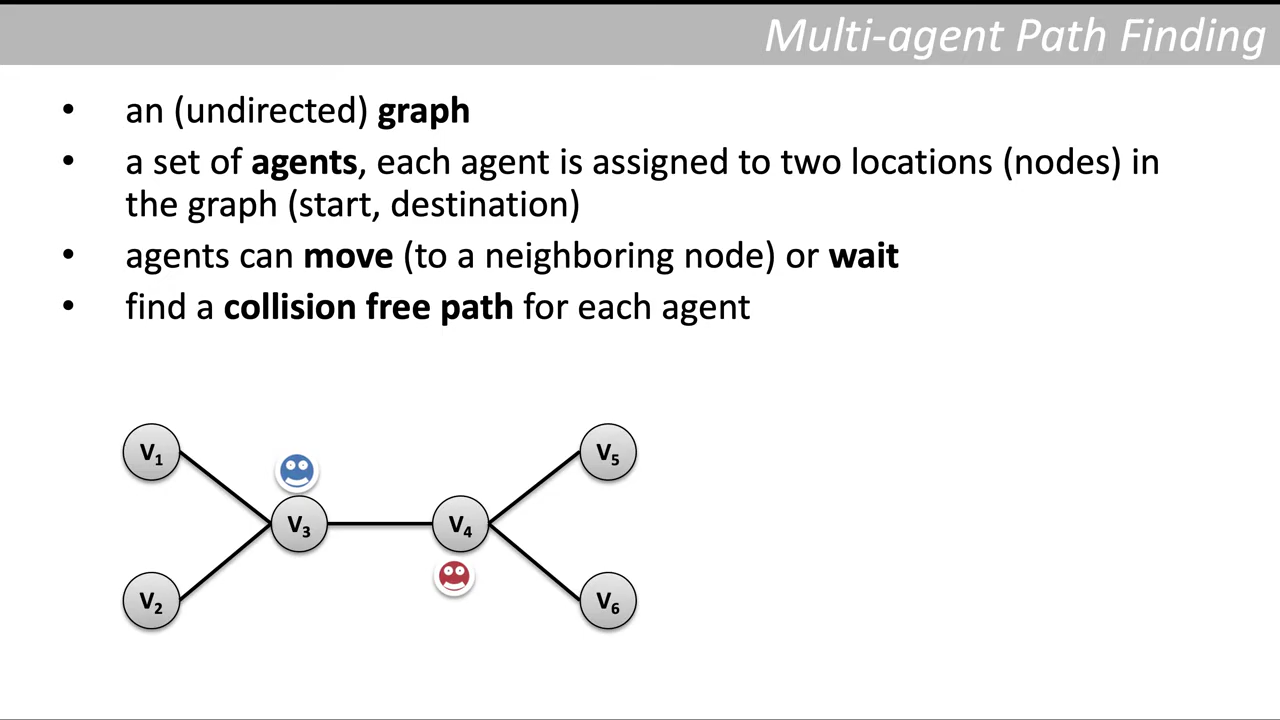 Multi-agent Path Finding
• an (undirected) graph
• a set of agents, each agent is assigned to two locations (nodes) in
the graph (start, destination)
• agents can move (to a neighboring node) or wait
• find a collision free path for each agent
V₁
V₅
V₃
V₄
V₂
V₆